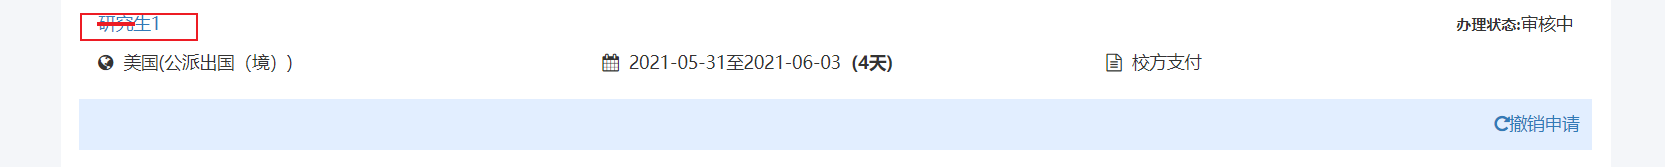 研究生1
办理状态:审核中
美国(公派出国（境）)
2021-05-31至2021-06-03 (4天)
校方支付
撤销申请